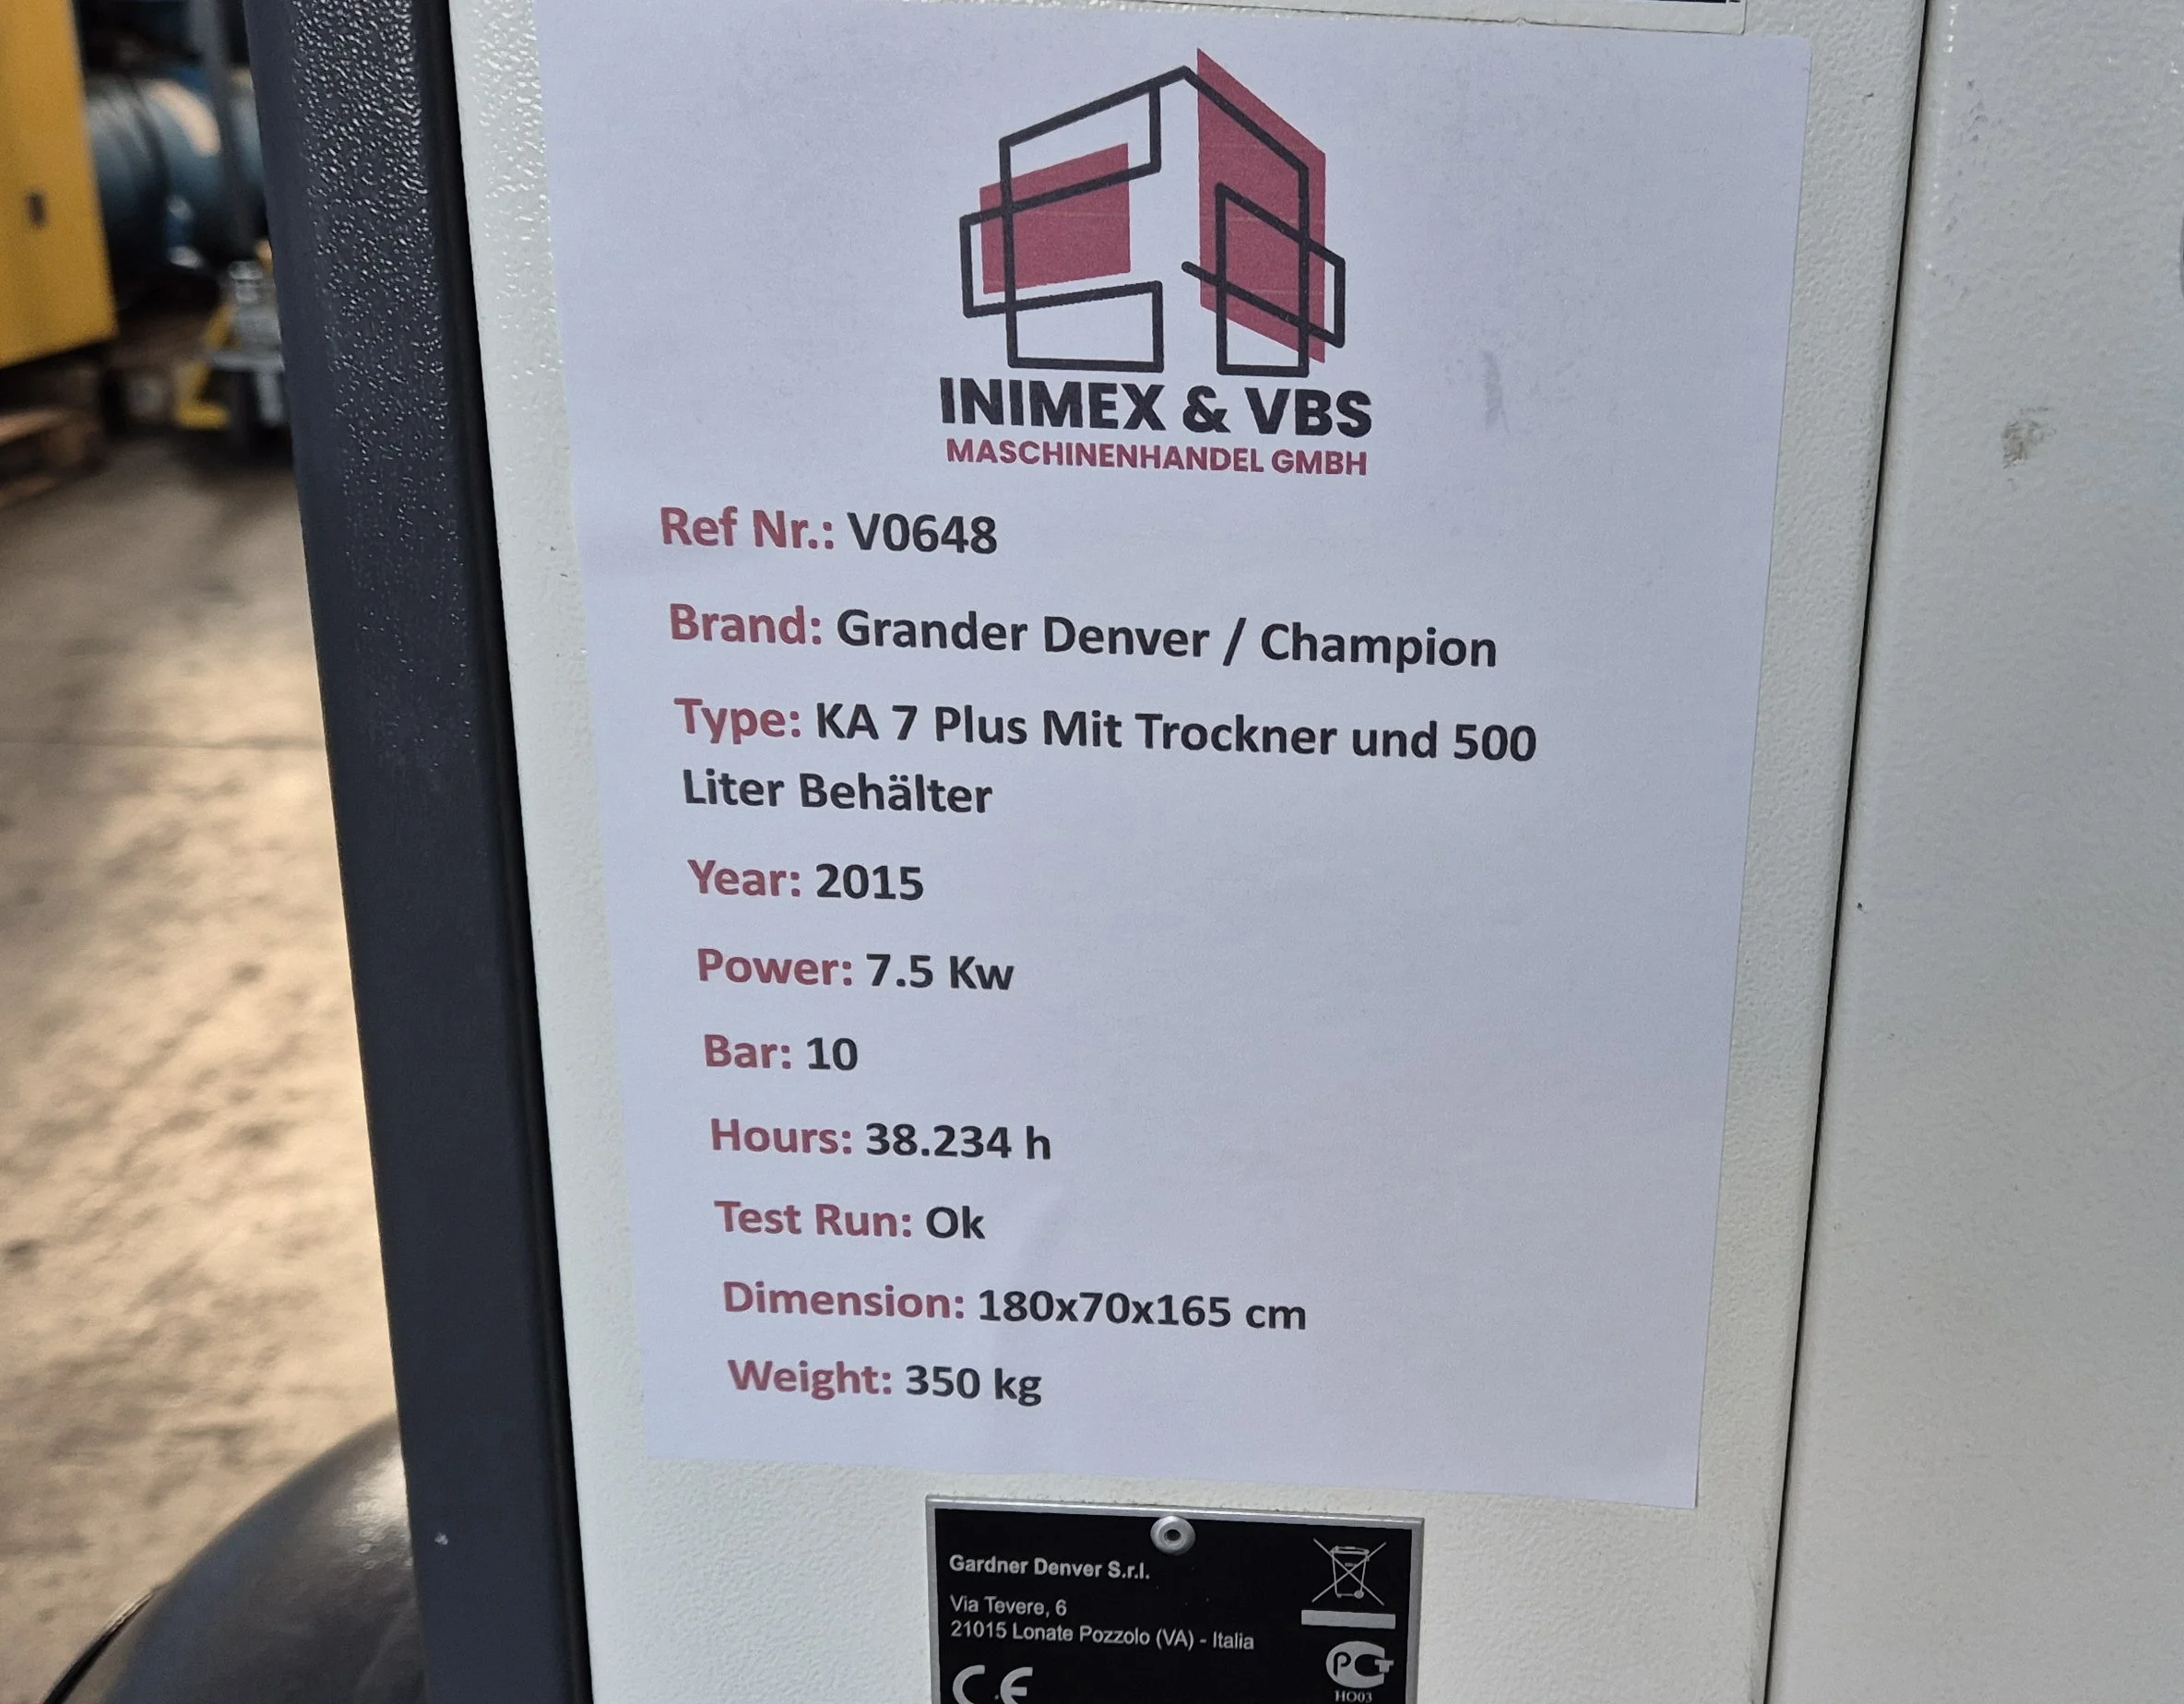 INIMEX & VBS
MASCHINENHANDEL GMBH
Ref Nr.: V0648
Brand: Grander Denver / Champion
Type: KA 7 Plus Mit Trockner und 500
Liter Behälter
Year: 2015
Power: 7.5 Kw
Bar: 10
Hours: 38.234 h
Test Run: Ok
Dimension: 180x70x165 cm
Weight: 350 kg
Gardner Denver S.r.l.
Via Tevere, 6
21015 Lonate Pozzolo (VA) - Italia
CE
PCT
HO03